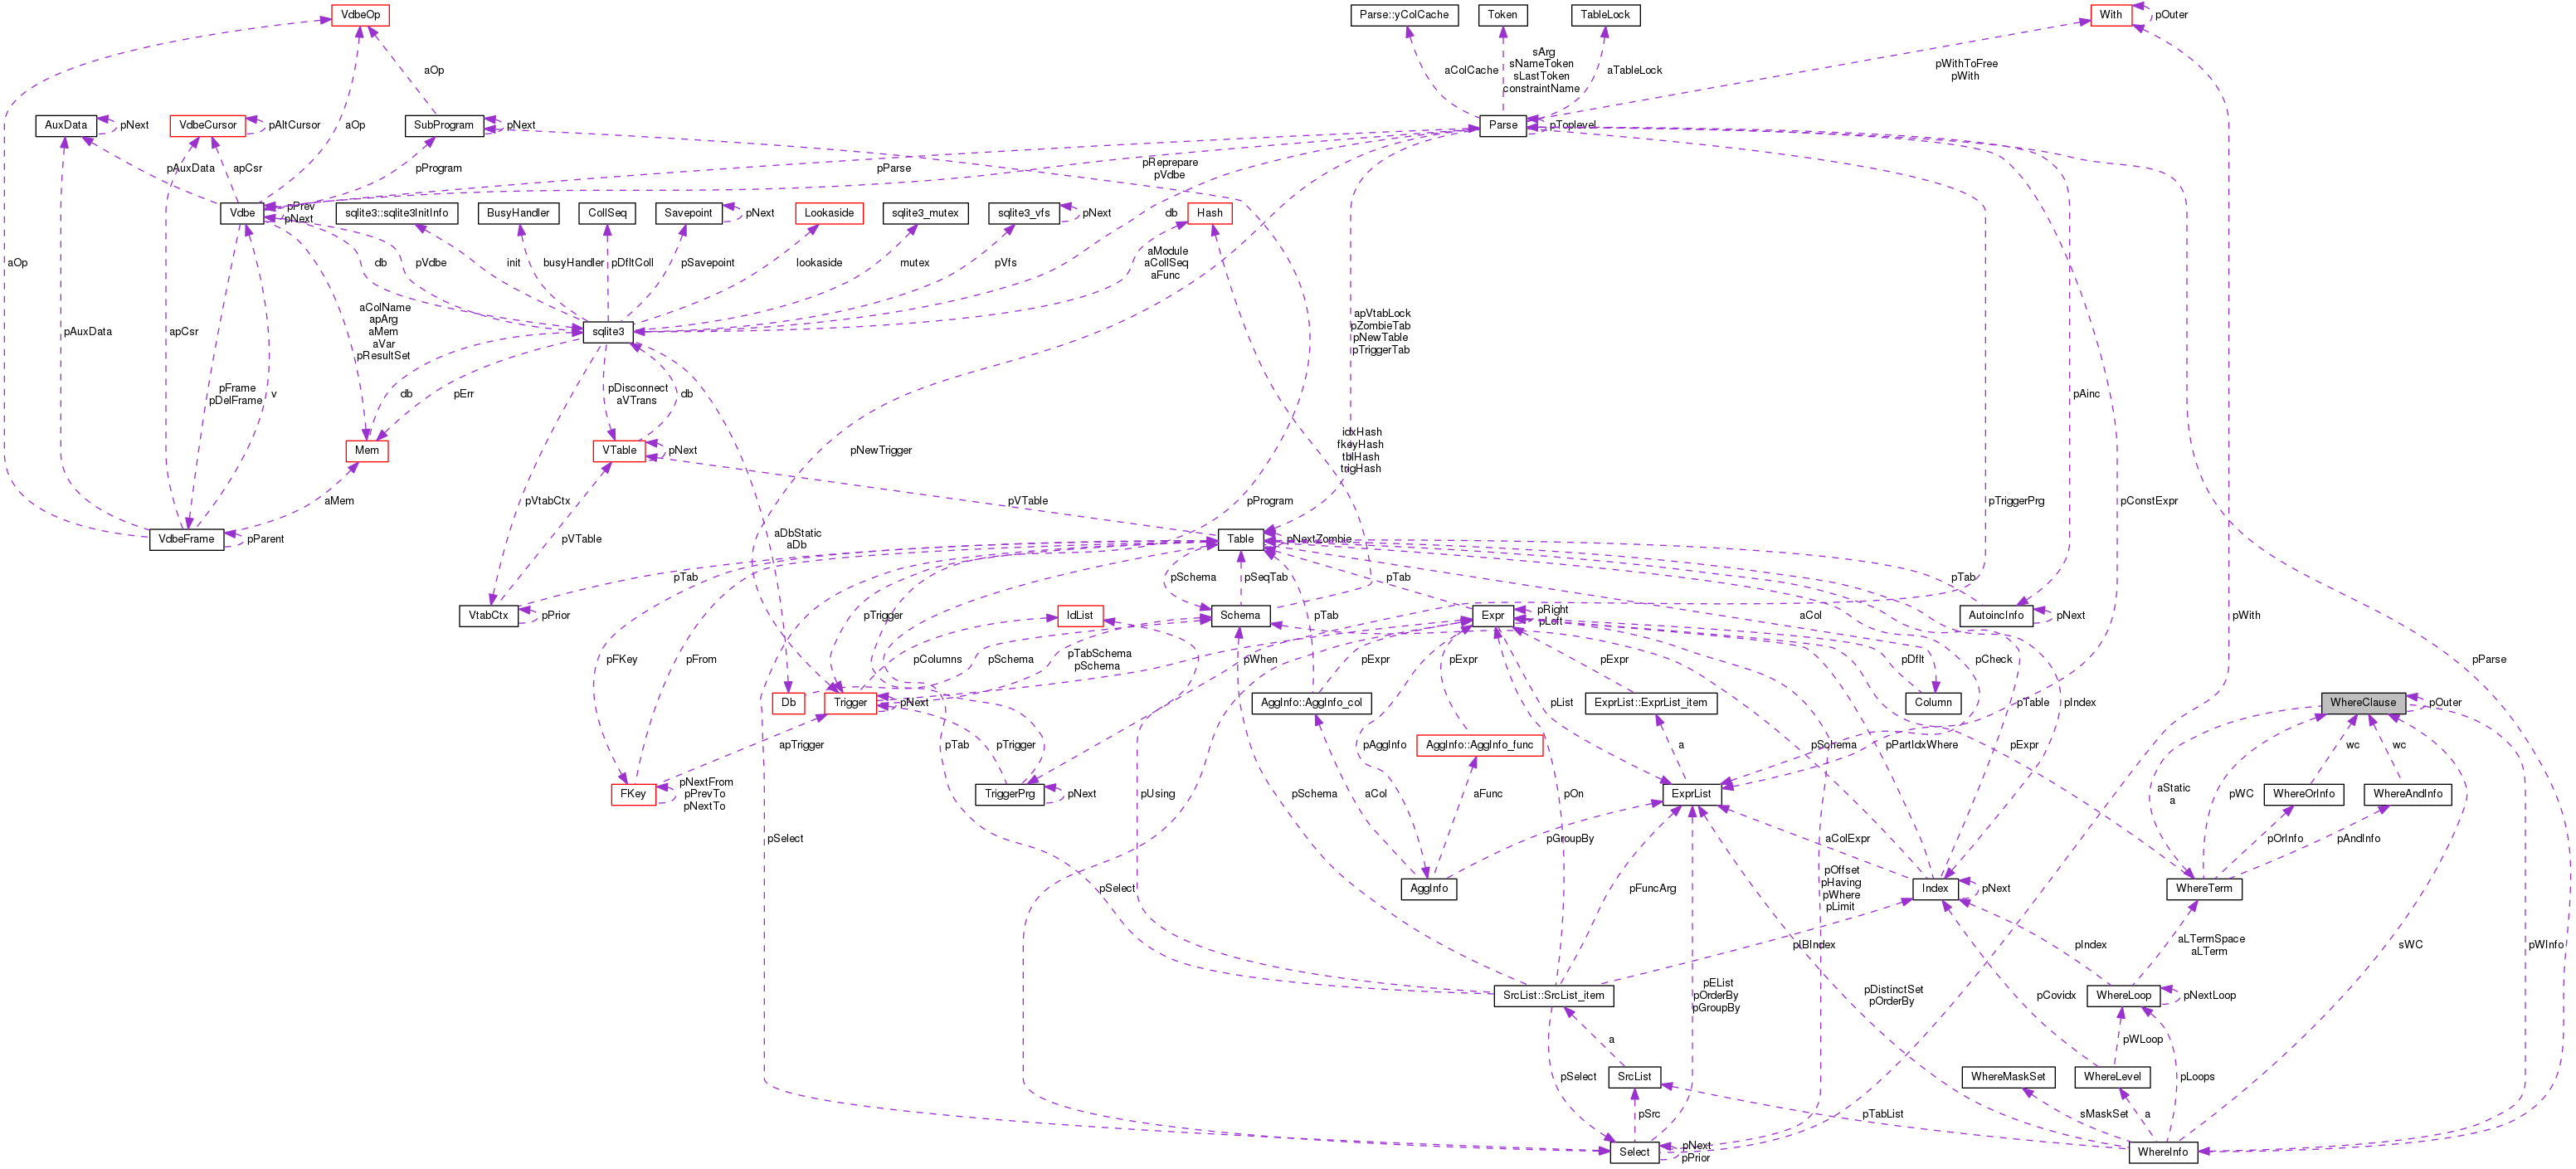 VdbeOp
Parse::yColCache
Token
TableLock
With
pOuter
aOp
aColCache
sArg
sNameToken
sLastToken
constraintName
aTableLock
pWithToFree
pWith
AuxData
pNext
VdbeCursor
pAltCursor
aOp
SubProgram
pNext
Parse
pToplevel
pAuxData
apCsr
pProgram
pParse
pReprepare
pVdbe
Vdbe
pPrev
pNext
sqlite3::sqlite3InitInfo
BusyHandler
CollSeq
Savepoint
pNext
Lookaside
sqlite3_mutex
sqlite3_vfs
pNext
db
Hash
aOp
db
pVdbe
init
busyHandler
pDfltColl
pSavepoint
lookaside
mutex
pVfs
aModule
aCollSeq
aFunc
pAuxData
apCsr
aColName
apArg
aMem
aVar
pResultSet
sqlite3
apVtabLock
pZombieTab
pNewTable
pTriggerTab
pFrame
pDelFrame
v
db
pErr
pDisconnect
aVTrans
db
pAinc
Mem
VTable
pNext
pNewTrigger
idxHash
fkeyHash
tblHash
trigHash
aMem
pVtabCtx
pVTable
pProgram
pTriggerPrg
pConstExpr
VdbeFrame
pParent
pVTable
aDbStatic
aDb
Table
pNextZombie
pTab
pTrigger
pSchema
pSeqTab
pTab
aCol
pTab
pWith
VtabCtx
pPrior
IdList
Schema
Expr
pRight
pLeft
AutoincInfo
pNext
pFKey
pFrom
pColumns
pSchema
pTabSchema
pSchema
pWhen
pTab
pExpr
pExpr
pExpr
pDflt
pCheck
pParse
Db
Trigger
pNext
AggInfo::AggInfo_col
pList
ExprList::ExprList_item
Column
pTable
pIndex
WhereClause
pOuter
apTrigger
pTab
pTrigger
pAggInfo
AggInfo::AggInfo_func
a
pSchema
pPartIdxWhere
pExpr
wc
wc
FKey
pNextFrom
pPrevTo
pNextTo
TriggerPrg
pNext
pUsing
pSchema
aCol
aFunc
pOn
ExprList
aStatic
a
pWC
WhereOrInfo
WhereAndInfo
pSelect
pGroupBy
aColExpr
pOrInfo
pAndInfo
pSelect
AggInfo
pFuncArg
pOffset
pHaving
pWhere
pLimit
Index
pNext
WhereTerm
pIBIndex
pIndex
aLTermSpace
aLTerm
sWC
pWInfo
SrcList::SrcList_item
pEList
pOrderBy
pGroupBy
pDistinctSet
pOrderBy
pCovidx
WhereLoop
pNextLoop
a
pWLoop
pSelect
SrcList
WhereMaskSet
WhereLevel
pLoops
pSrc
pTabList
sMaskSet
a
Select
pNext
pPrior
WhereInfo